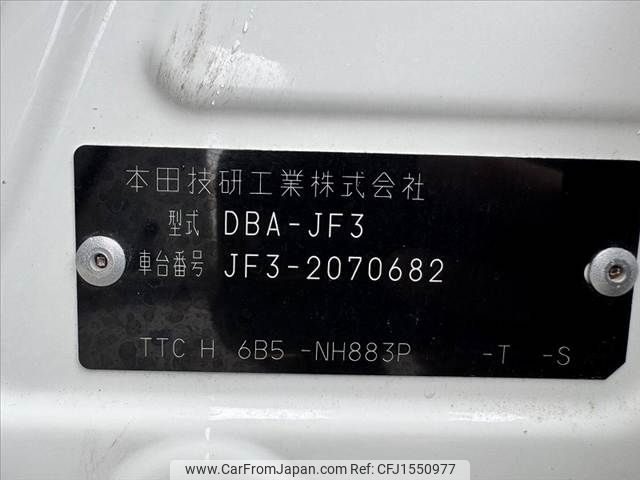 本田技研工業株式会社
型式 DBA-JF3
車台番号 JF3-2070682
TTC H 6B5 -NH883P -T -S
www.CarFromJapan.com - CFJ1550977